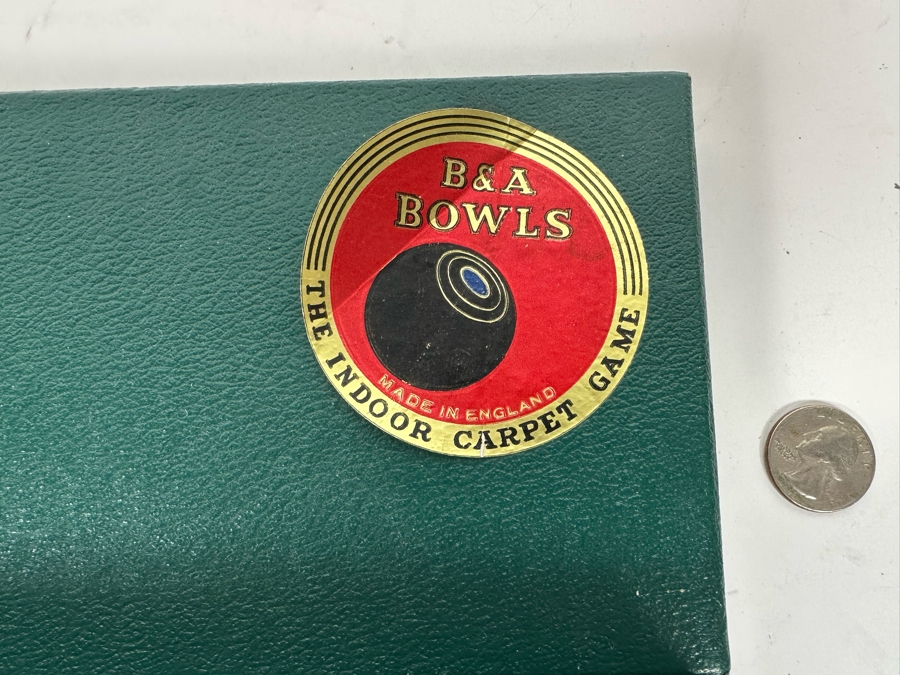 B&A
BOWLS
MADE IN ENGLAND
THE INDOOR CARPET GAME